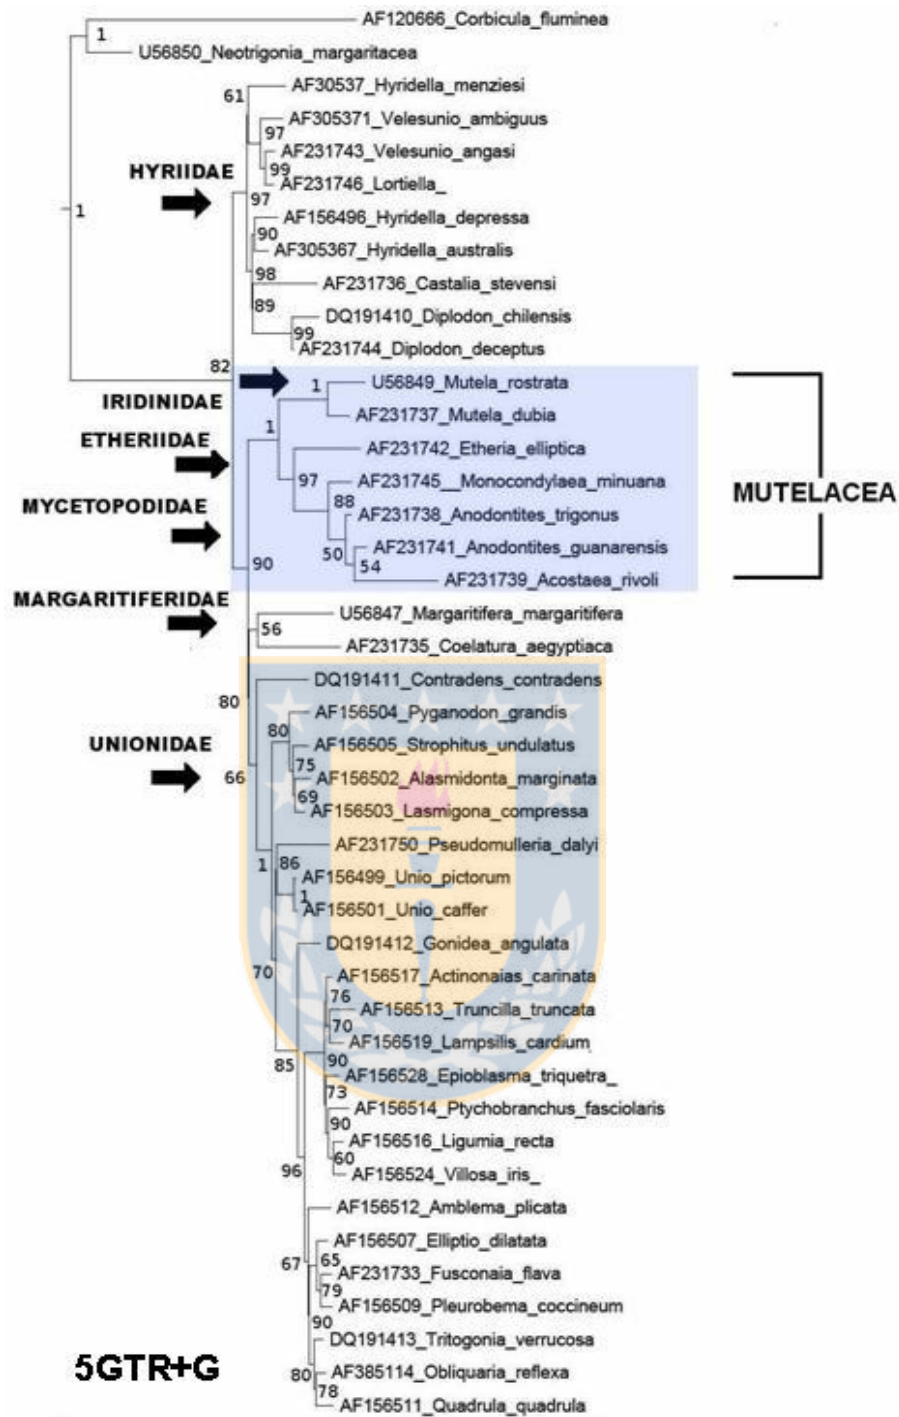 AF120666_Corbicula_fluminea
1
U56850_Neotrigonia_margaritacea
AF30537_Hyridella_menziesi
61
AF305371_Velesunio_ambiguus
97
AF231743_Velesunio_angasi
99
HYRIIDAE
AF231746_Lortiella_
97
1
AF156496_Hyridella_depressa
90
AF305367_Hyridella_australis
98
AF231736_Castalia_stevensi
89
DQ191410_Diplodon_chilensis
99
AF231744_Diplodon_deceptus
82
1
U56849_Mutela_rostrata
IRIDINIDAE
AF231737_Mutela_dubia
1
ETHERIIDAE
AF231742_Etheria_elliptica
97
AF231745__Monocondylaea_minuana
MUTELACEA
88
MYCETOPODIDAE
AF231738_Anodontites_trigonus
AF231741_Anodontites_guanarensis
50
54
90
AF231739_Acostaea_rivoli
MARGARITIFERIDAE
U56847_Margaritifera_margaritifera
56
AF231735_Coelatura_aegyptiaca
DQ191411_Contradens_contradens
80
AF156504_Pyganodon_grandis
80
UNIONIDAE
AF156505_Strophitus_undulatus
75
66
AF156502_Alasmidonta_marginata
69
AF156503_Lasmigona_compressa
AF231750_Pseudomulleria_dalyi
1
86
AF156499_Unio_pictorum
1
AF156501_Unio_caffer
DQ191412_Gonidea_angulata
70
AF156517_Actinonaias_carinata
76
AF156513_Truncilla_truncata
70
AF156519_Lampsilis_cardium
85
90
AF156528_Epioblasma_triquetra_
73
AF156514_Ptychobranchus_fasciolaris
90
AF156516_Ligumia_recta
60
96
AF156524_Villosa_iris_
AF156512_Amblema_plicata
AF156507_Elliptio_dilatata
67
65
AF231733_Fusconaia_flava
79
AF156509_Pleurobema_coccineum
90
DQ191413_Tritogonia_verrucosa
5GTR+G
80
AF385114_Obliquaria_reflexa
78
AF156511_Quadrula_quadrula